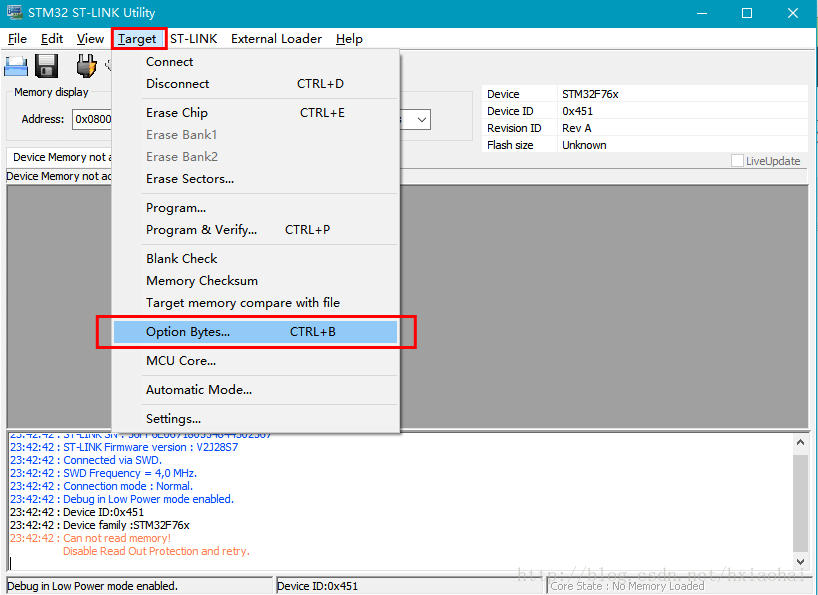 STM32 ST-LINK Utility
File Edit View Target ST-LINK External Loader Help
Connect
Disconnect CTRL+D
Erase Chip CTRL+E
Erase Bank1
Erase Bank2
Erase Sectors...
Program...
Program & Verify... CTRL+P
Blank Check
Memory Checksum
Target memory compare with file
Option Bytes... CTRL+B
MCU Core...
Automatic Mode...
Settings...
Memory display
Address: 0x0800
Device STM32F76x
Device ID 0x451
Revision ID Rev A
Flash size Unknown
LiveUpdate
Device Memory not
Device Memory not
23:42:42 : ST-LINK SN :
23:42:42 : ST-LINK Firmware version : V2J28S7
23:42:42 : Connected via SWD.
23:42:42 : SWD Frequency = 4,0 MHz.
23:42:42 : Connection mode : Normal.
23:42:42 : Debug in Low Power mode enabled.
23:42:42 : Device ID:0x451
23:42:42 : Device family :STM32F76x
23:42:42 : Can not read memory!
Disable Read Out Protection and retry.
Debug in Low Power mode enabled. Device ID:0x451 Core State : No Memory Loaded
http://blog.csdn.net/hxiaohai